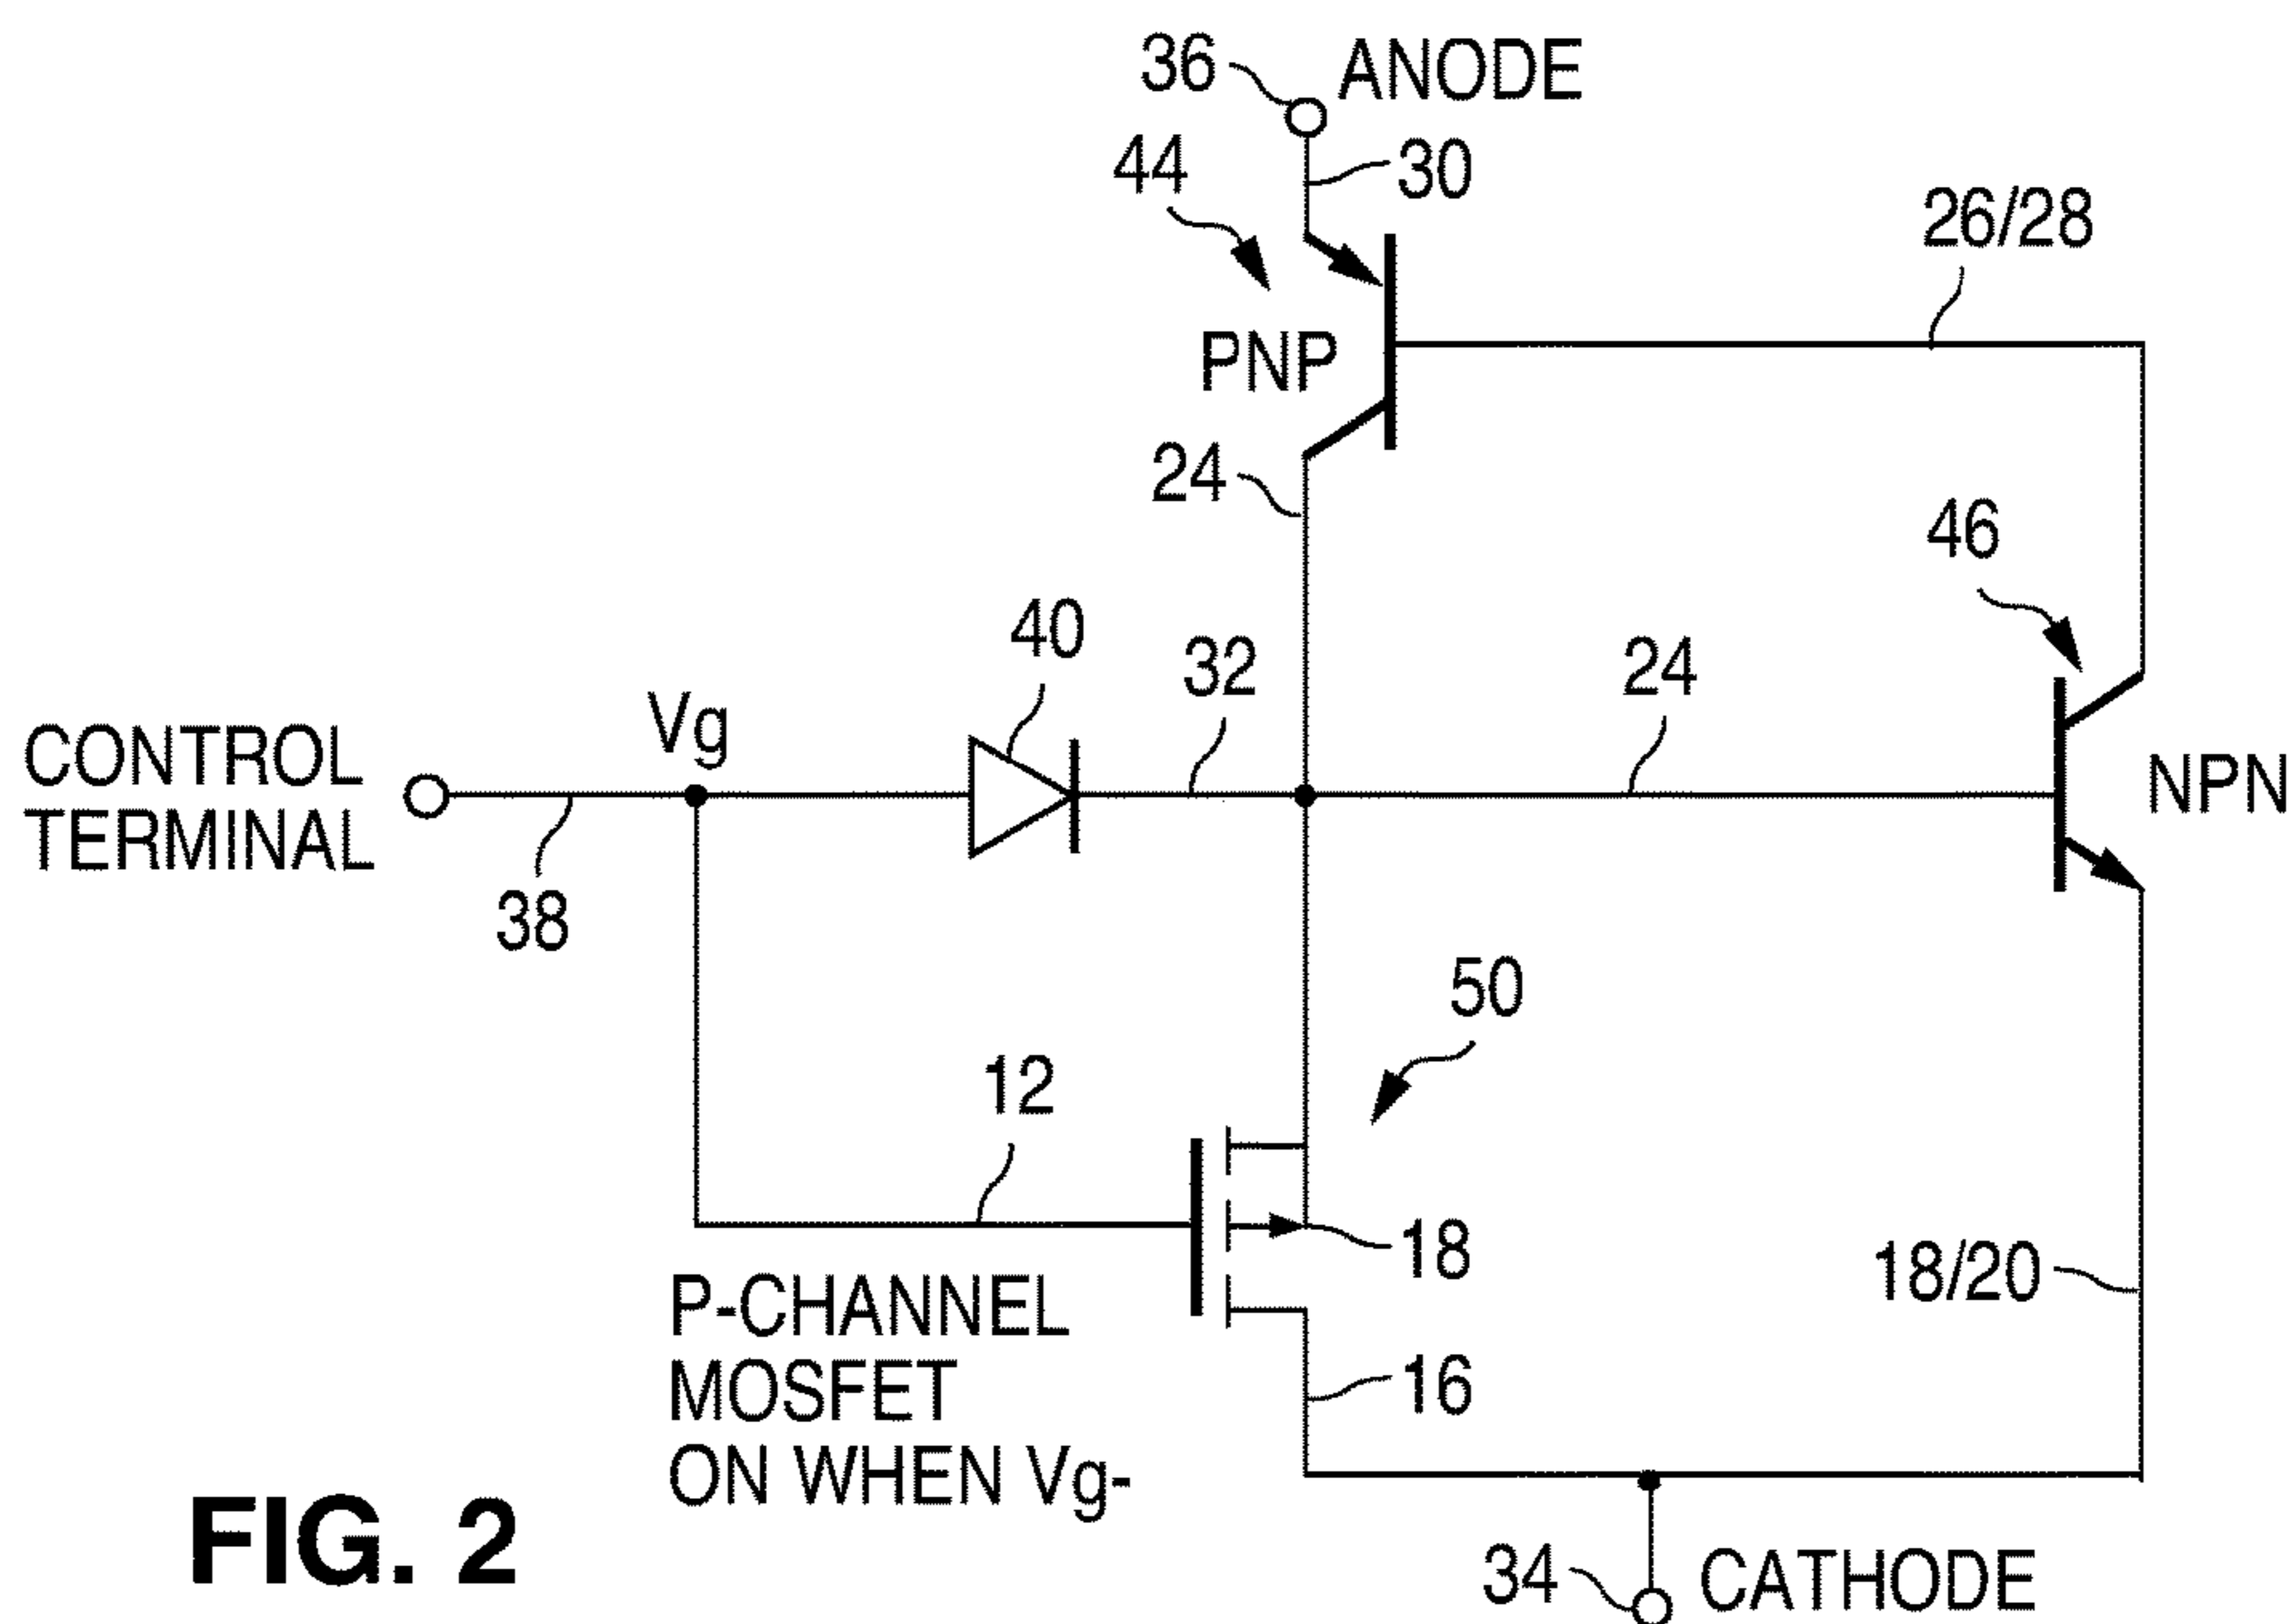 36
ANODE
44
30
26/28
PNP
24
46
40
32
24
Vg
CONTROL
TERMINAL
NPN
38
50
12
18
18/20
P-CHANNEL
MOSFET
ON WHEN Vg-
16
FIG. 2
34
CATHODE